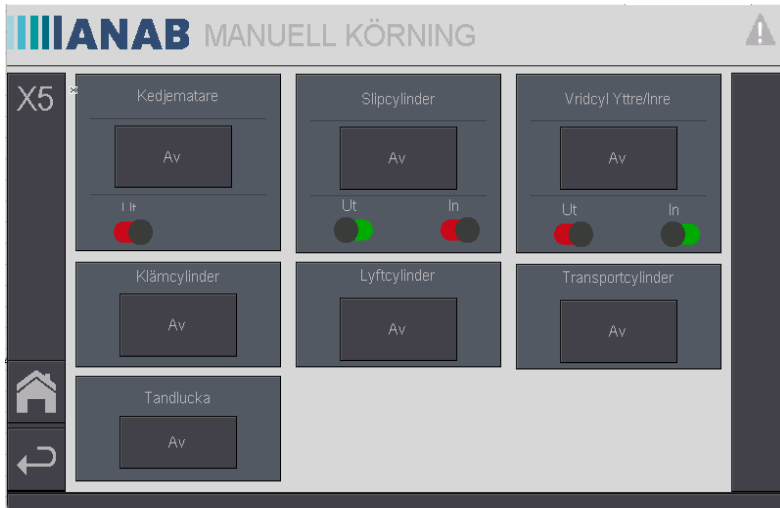 ANAB MANUELL KÖRNING
X5
Kedjematare
Av
Ut
Slipcylinder
Av
Ut In
Vridcyl Yttre/Inre
Av
Ut In
Klämcylinder
Av
Lyftcylinder
Av
Transportcylinder
Av
Tandlucka
Av